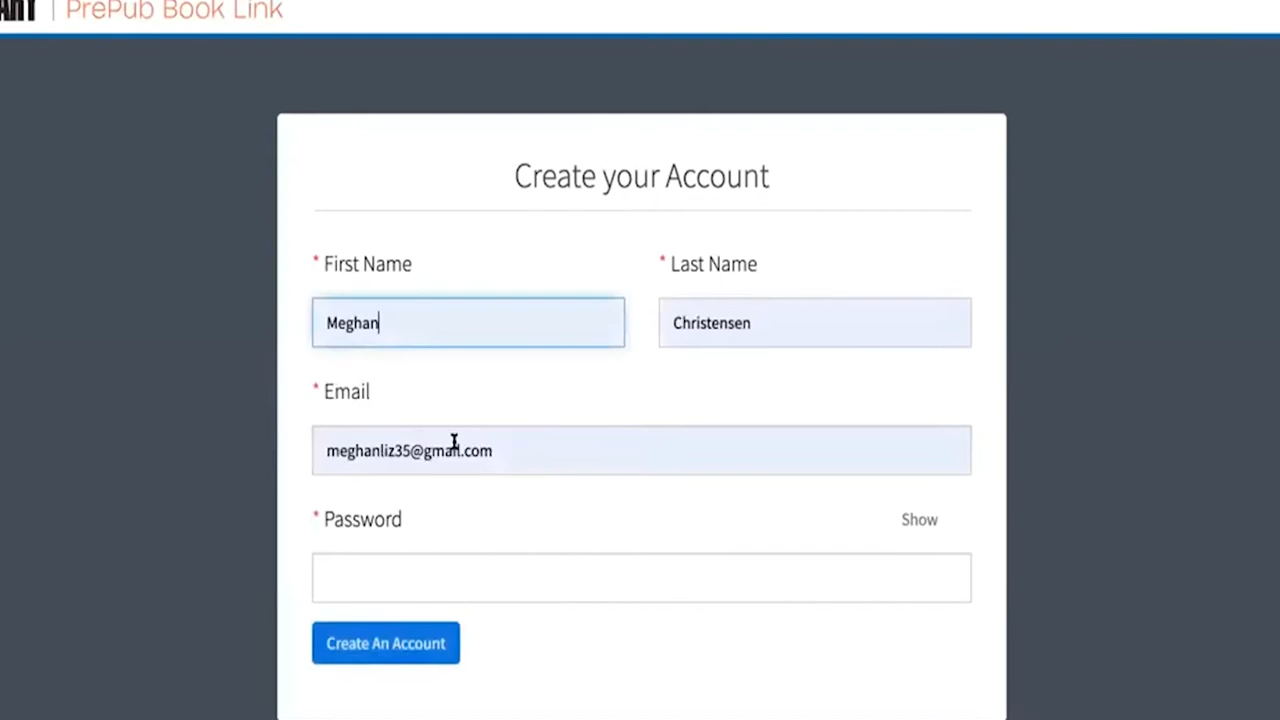 PrePub Book Link
Create your Account
* First Name * Last Name
Meghan Christensen
* Email
meghanliz35@gmail.com
* Password Show
Create An Account